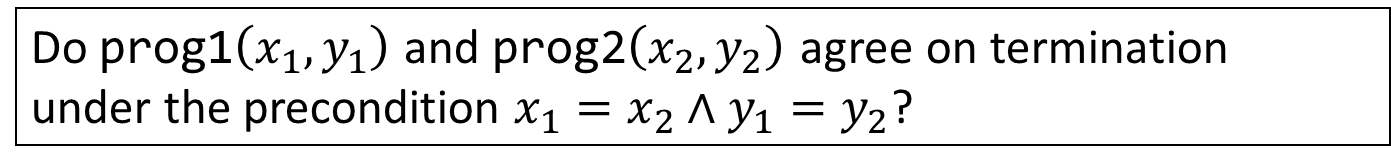 Do prog1(x₁, y₁) and prog2(x₂, y₂) agree on termination
under the precondition x₁ = x₂ ∧ y₁ = y₂?